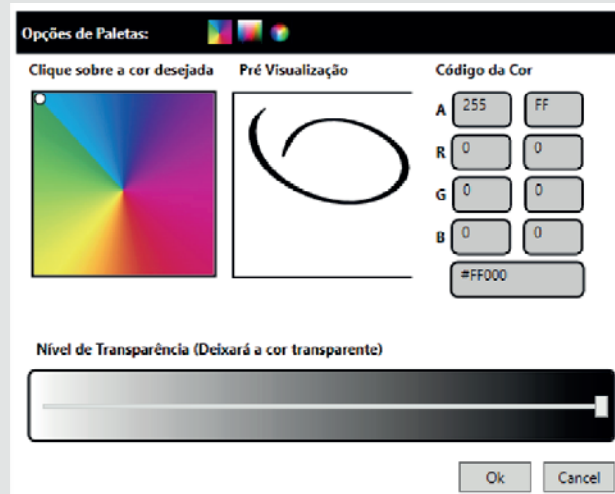 Opções de Paletas:
Clique sobre a cor desejada Pré Visualização Código da Cor
A 255 FF
R 0 0
G 0 0
B 0 0
#FF000
Nível de Transparência (Deixará a cor transparente)
Ok Cancel